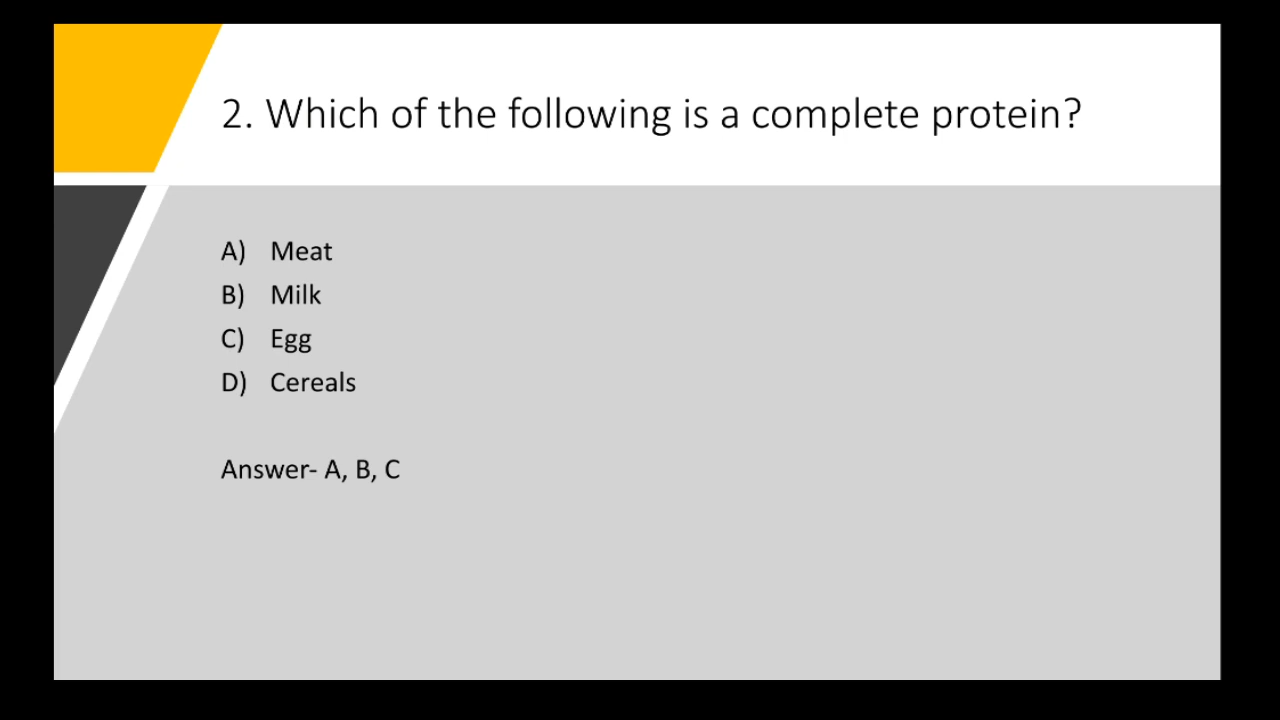 2. Which of the following is a complete protein?
A) Meat
B) Milk
C) Egg
D) Cereals
Answer- A, B, C